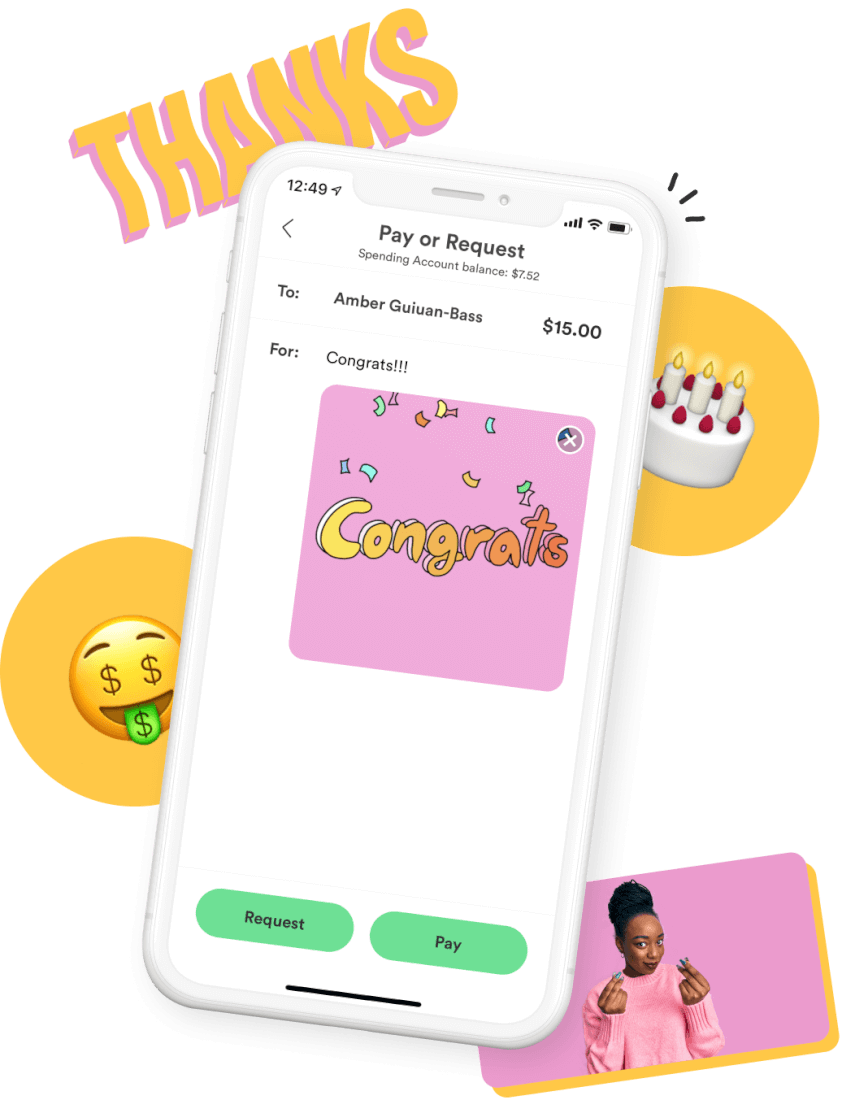 THANKS
12:49
Pay or Request
Spending Account balance: $7.52
To: Amber Guiuan-Bass $15.00
For: Congrats!!!
Congrats
$ $
$
Request Pay